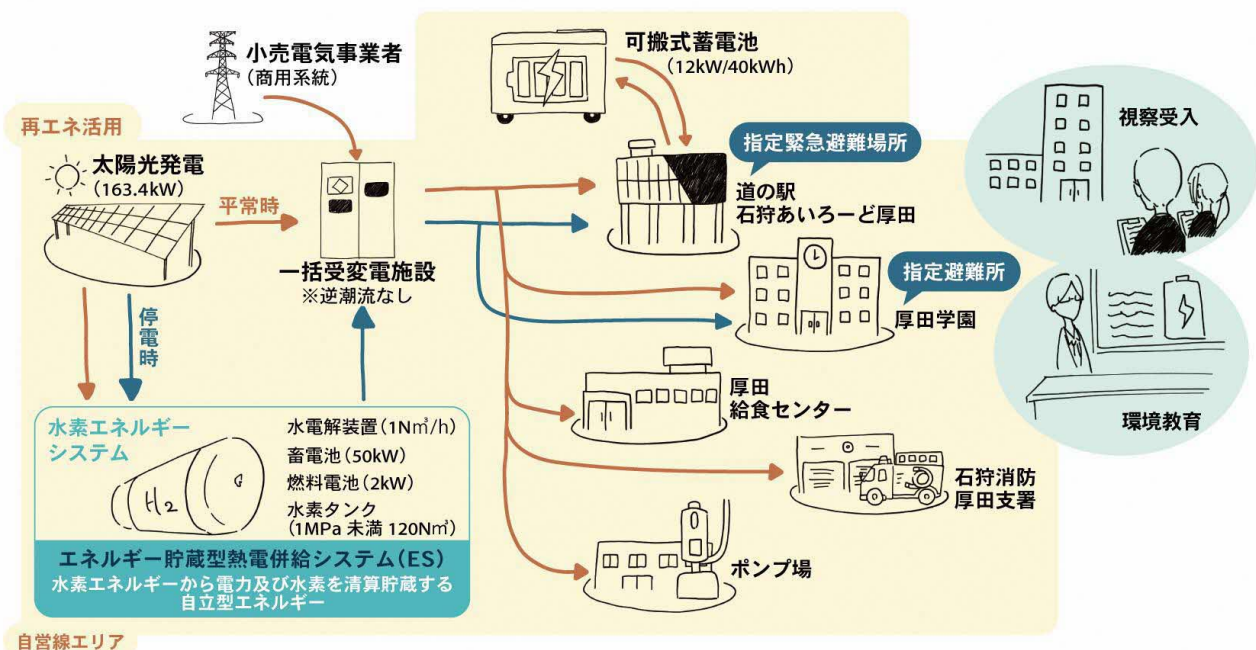 小売電気事業者
（商用系統）
可搬式蓄電池
（12kW/40kWh）
再エネ活用
太陽光発電
（163.4kW）
平常時
停電時
一括受変電施設
※逆潮流なし
指定緊急避難場所
道の駅
石狩あいろーど厚田
指定避難所
厚田学園
厚田
給食センター
石狩消防
厚田支署
ポンプ場
視察受入
環境教育
水素エネルギー
システム
H2
水電解装置（1N㎥/h）
畜電池（50kW）
燃料電池（2kW）
水素タンク
（1MPa 未満 120N㎥）
エネルギー貯蔵型熱電併給システム（ES）
水素エネルギーから電力及び水素を清算貯蔵する
自立型エネルギー
自営線エリア